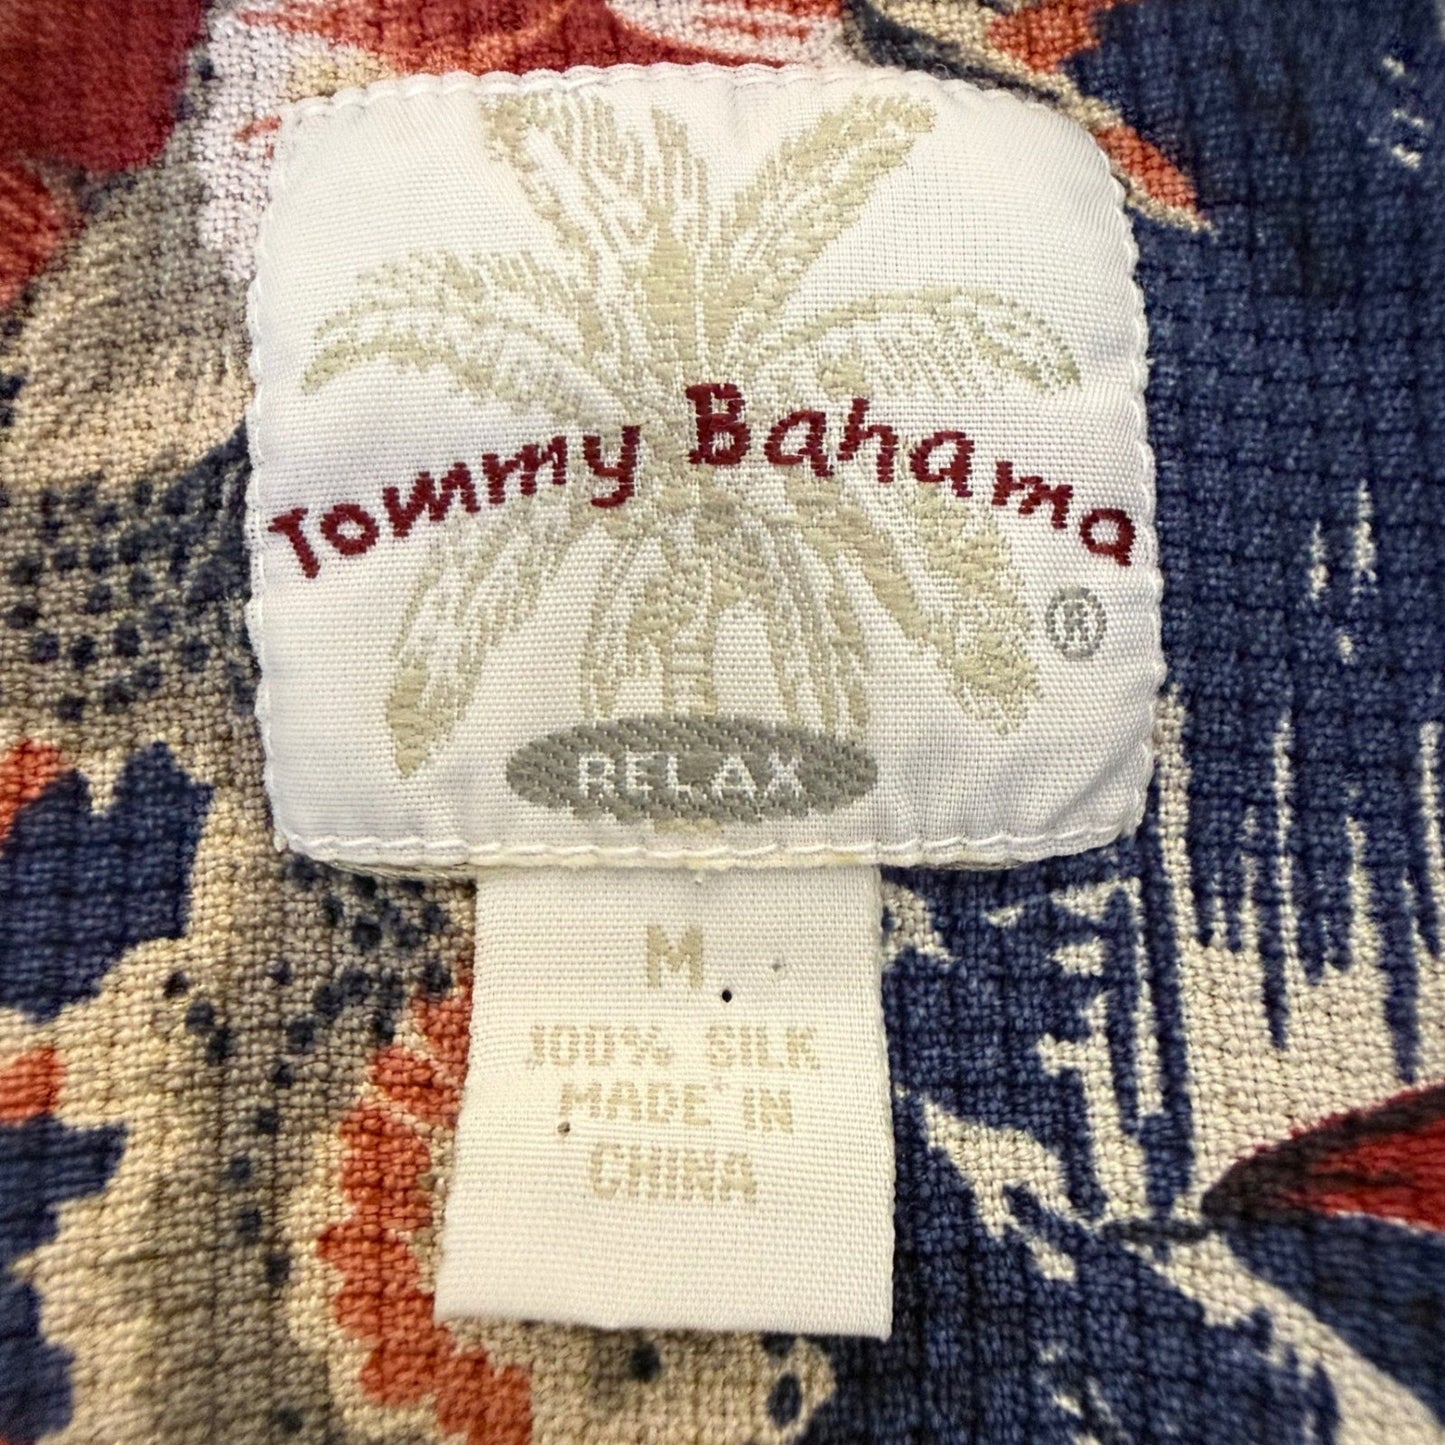 Tommy Bahama
®
RELAX
M
100% SILK
MADE IN
CHINA